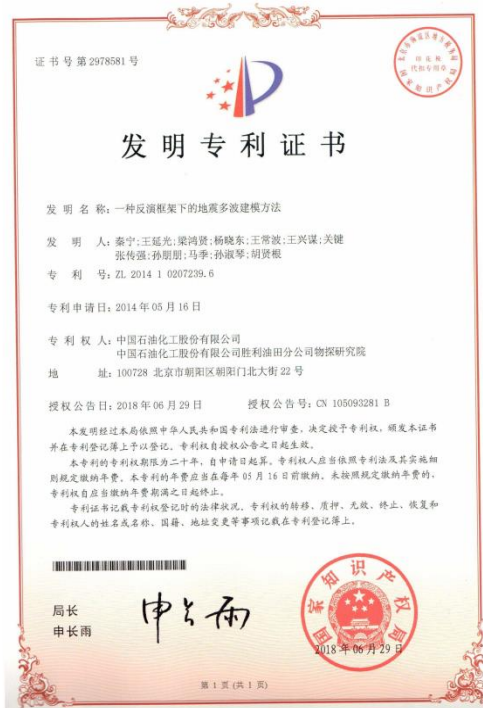 证书号第2978581号
发明专利证书
发 明 名 称：一种反演框架下的地震多波建模方法
发 明 人：秦宁;王延光;梁鸿贤;杨晓东;王常波;王兴谋;关键
张传强;孙朋朋;马季;孙淑琴;胡贤根
专 利 号：ZL 2014 1 0207239.6
专利申请日：2014年05月16日
专 利 权 人：中国石油化工股份有限公司
中国石油化工股份有限公司胜利油田分公司物探研究院
地 址：100728 北京市朝阳区朝阳门北大街22号
授权公告日：2018年06月29日 授权公告号：CN 105093281 B
本发明经过本局依照中华人民共和国专利法进行审查，决定授予专利权，颁发本证书
并在专利登记簿上予以登记。专利权自授权公告之日起生效。
本专利的专利权期限为二十年，自申请日起算。专利权人应当依照专利法及其实施细
则规定缴纳年费。本专利的年费应当在每年05月16日前缴纳。未按照规定缴纳年费的，
专利权自应当缴纳年费期满之日起终止。
专利证书记载专利权登记时的法律状况。专利权的转移、质押、无效、终止、恢复和
专利权人的姓名或名称、国籍、地址变更等事项记载在专利登记簿上。
局长
申长雨
申长雨
国家知识产权局
2018年06月29日
第 1 页 (共 1 页)